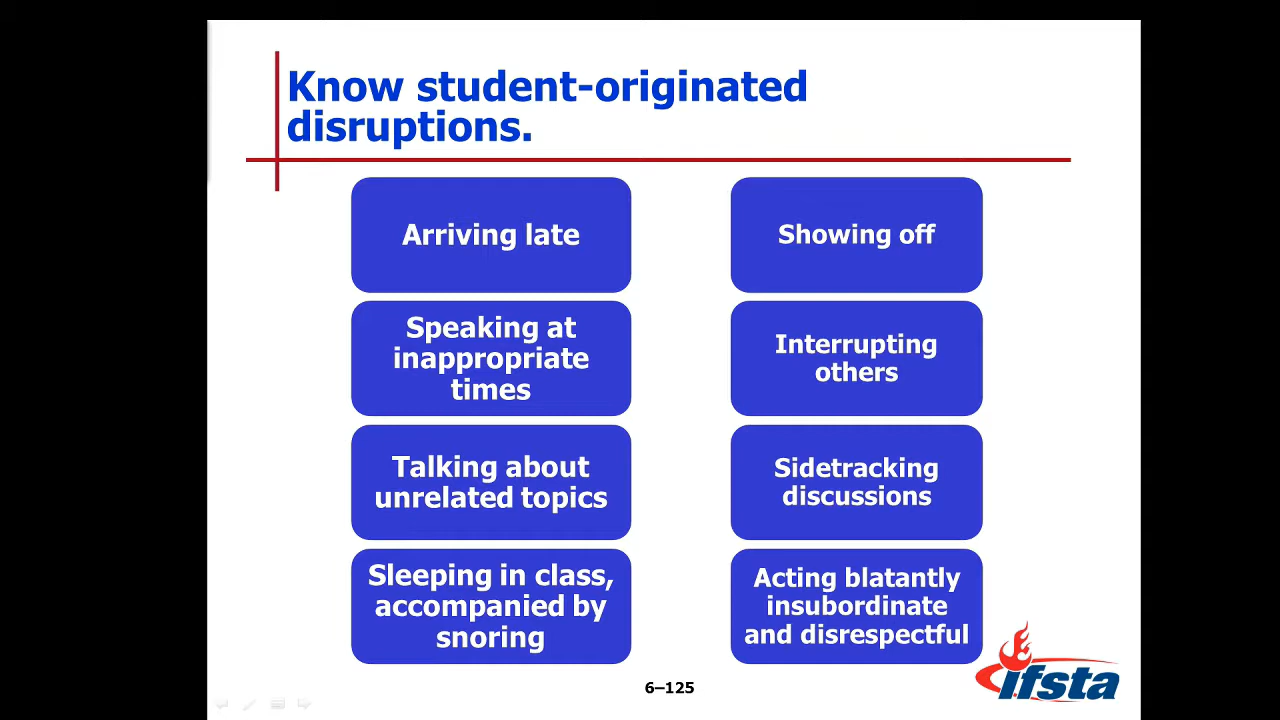 Know student-originated
disruptions.
Arriving late
Speaking at
inappropriate
times
Talking about
unrelated topics
Sleeping in class,
accompanied by
snoring
Showing off
Interrupting
others
Sidetracking
discussions
Acting blatantly
insubordinate
and disrespectful
6–125
ifsta